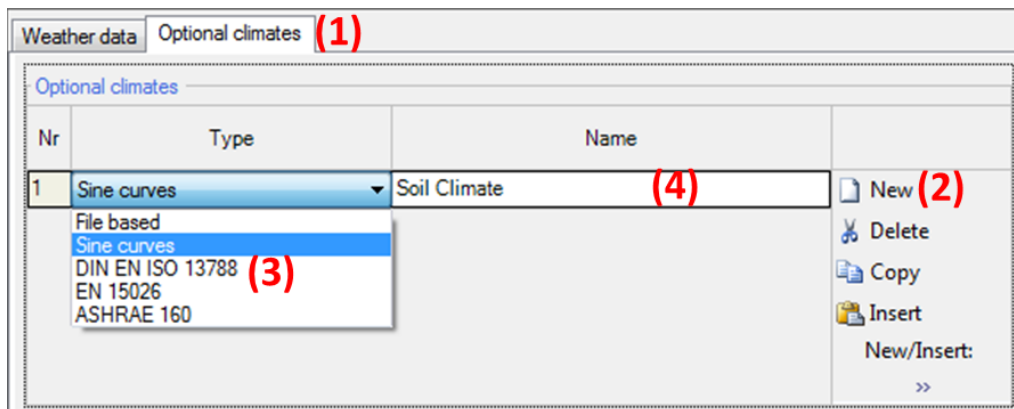 Weather data Optional climates (1)
Optional climates
Nr Type Name
1 Sine curves Soil Climate (4) New (2)
File based
Sine curves
DIN EN ISO 13788 (3)
EN 15026
ASHRAE 160
Delete
Copy
Insert
New/Insert:
»